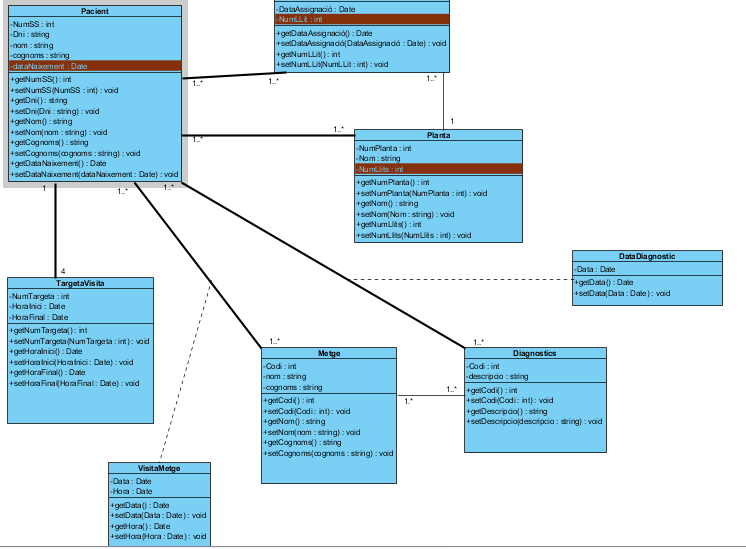 Pacient
-NumSS : int
-Dni : string
-nom : string
-cognoms : string
-dataNaixement : Date
+getNumSS() : int
+setNumSS(NumSS : int) : void
+getDni() : string
+setDni(Dni : string) : void
+getNom() : string
+setNom(nom : string) : void
+getCognoms() : string
+setCognoms(cognoms : string) : void
+getDataNaixement() : Date
+setDataNaixement(dataNaixement : Date) : void
-DataAssignació : Date
-NumLLit : int
+getDataAssignació() : Date
+setDataAssignació(DataAssignació : Date) : void
+getNumLLit() : int
+setNumLLit(NumLLit : int) : void
1..*
1..*
1..*
1
1..*
1..*
Planta
-NumPlanta : int
-Nom : string
-NumLlits : int
+getNumPlanta() : int
+setNumPlanta(NumPlanta : int) : void
+getNom() : string
+setNom(Nom : string) : void
+getNumLlits() : int
+setNumLlits(NumLlits : int) : void
1
1..*
1..*
4
DataDiagnostic
-Data : Date
+getData() : Date
+setData(Data : Date) : void
TargetaVisita
-NumTargeta : int
-HoraInici : Date
-HoraFinal : Date
+getNumTargeta() : int
+setNumTargeta(NumTargeta : int) : void
+getHoraInici() : Date
+setHoraInici(HoraInici : Date) : void
+getHoraFinal() : Date
+setHoraFinal(HoraFinal : Date) : void
1..*
1..*
Metge
-Codi : int
-nom : string
-cognoms : string
+getCodi() : int
+setCodi(Codi : int) : void
+getNom() : string
+setNom(nom : string) : void
+getCognoms() : string
+setCognoms(cognoms : string) : void
1..*
1..*
Diagnostics
-Codi : int
-descripcio : string
+getCodi() : int
+setCodi(Codi : int) : void
+getDescripcio() : string
+setDescripcio(descripcio : string) : void
VisitaMetge
-Data : Date
-Hora : Date
+getData() : Date
+setData(Data : Date) : void
+getHora() : Date
+setHora(Hora : Date) : void